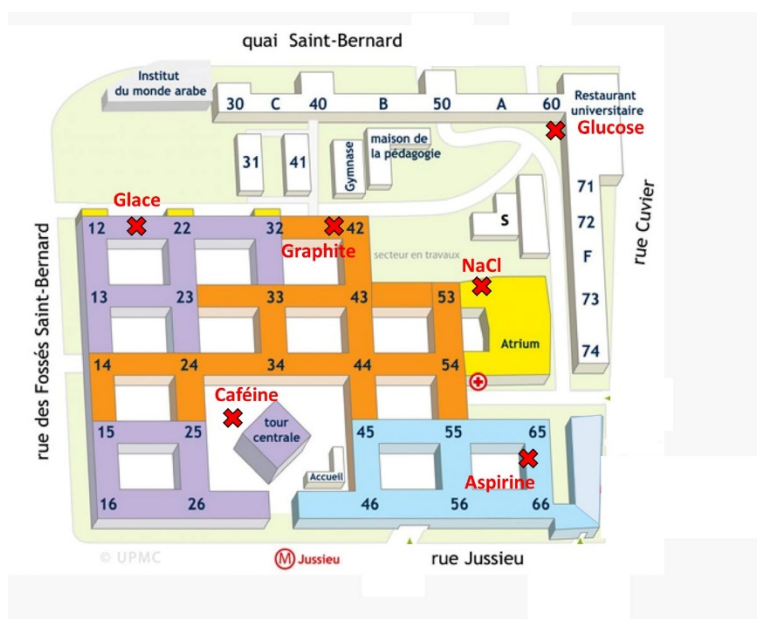 quai Saint-Bernard
Institut
du monde arabe
30 C 40 B 50 A 60
Restaurant
universitaire
Glucose
31
41
Gymnase
maison de
la pédagogie
71
72
F
73
74
rue Cuvier
S
Glace
12
22
32
42
Graphite
secteur en travaux
NaCl
rue des Fossés Saint-Bernard
13
23
33
43
53
Atrium
14
24
34
44
54
Caféine
tour
centrale
15
25
45
55
65
Accueil
Aspirine
16
26
46
56
66
© UPMC
M Jussieu
rue Jussieu